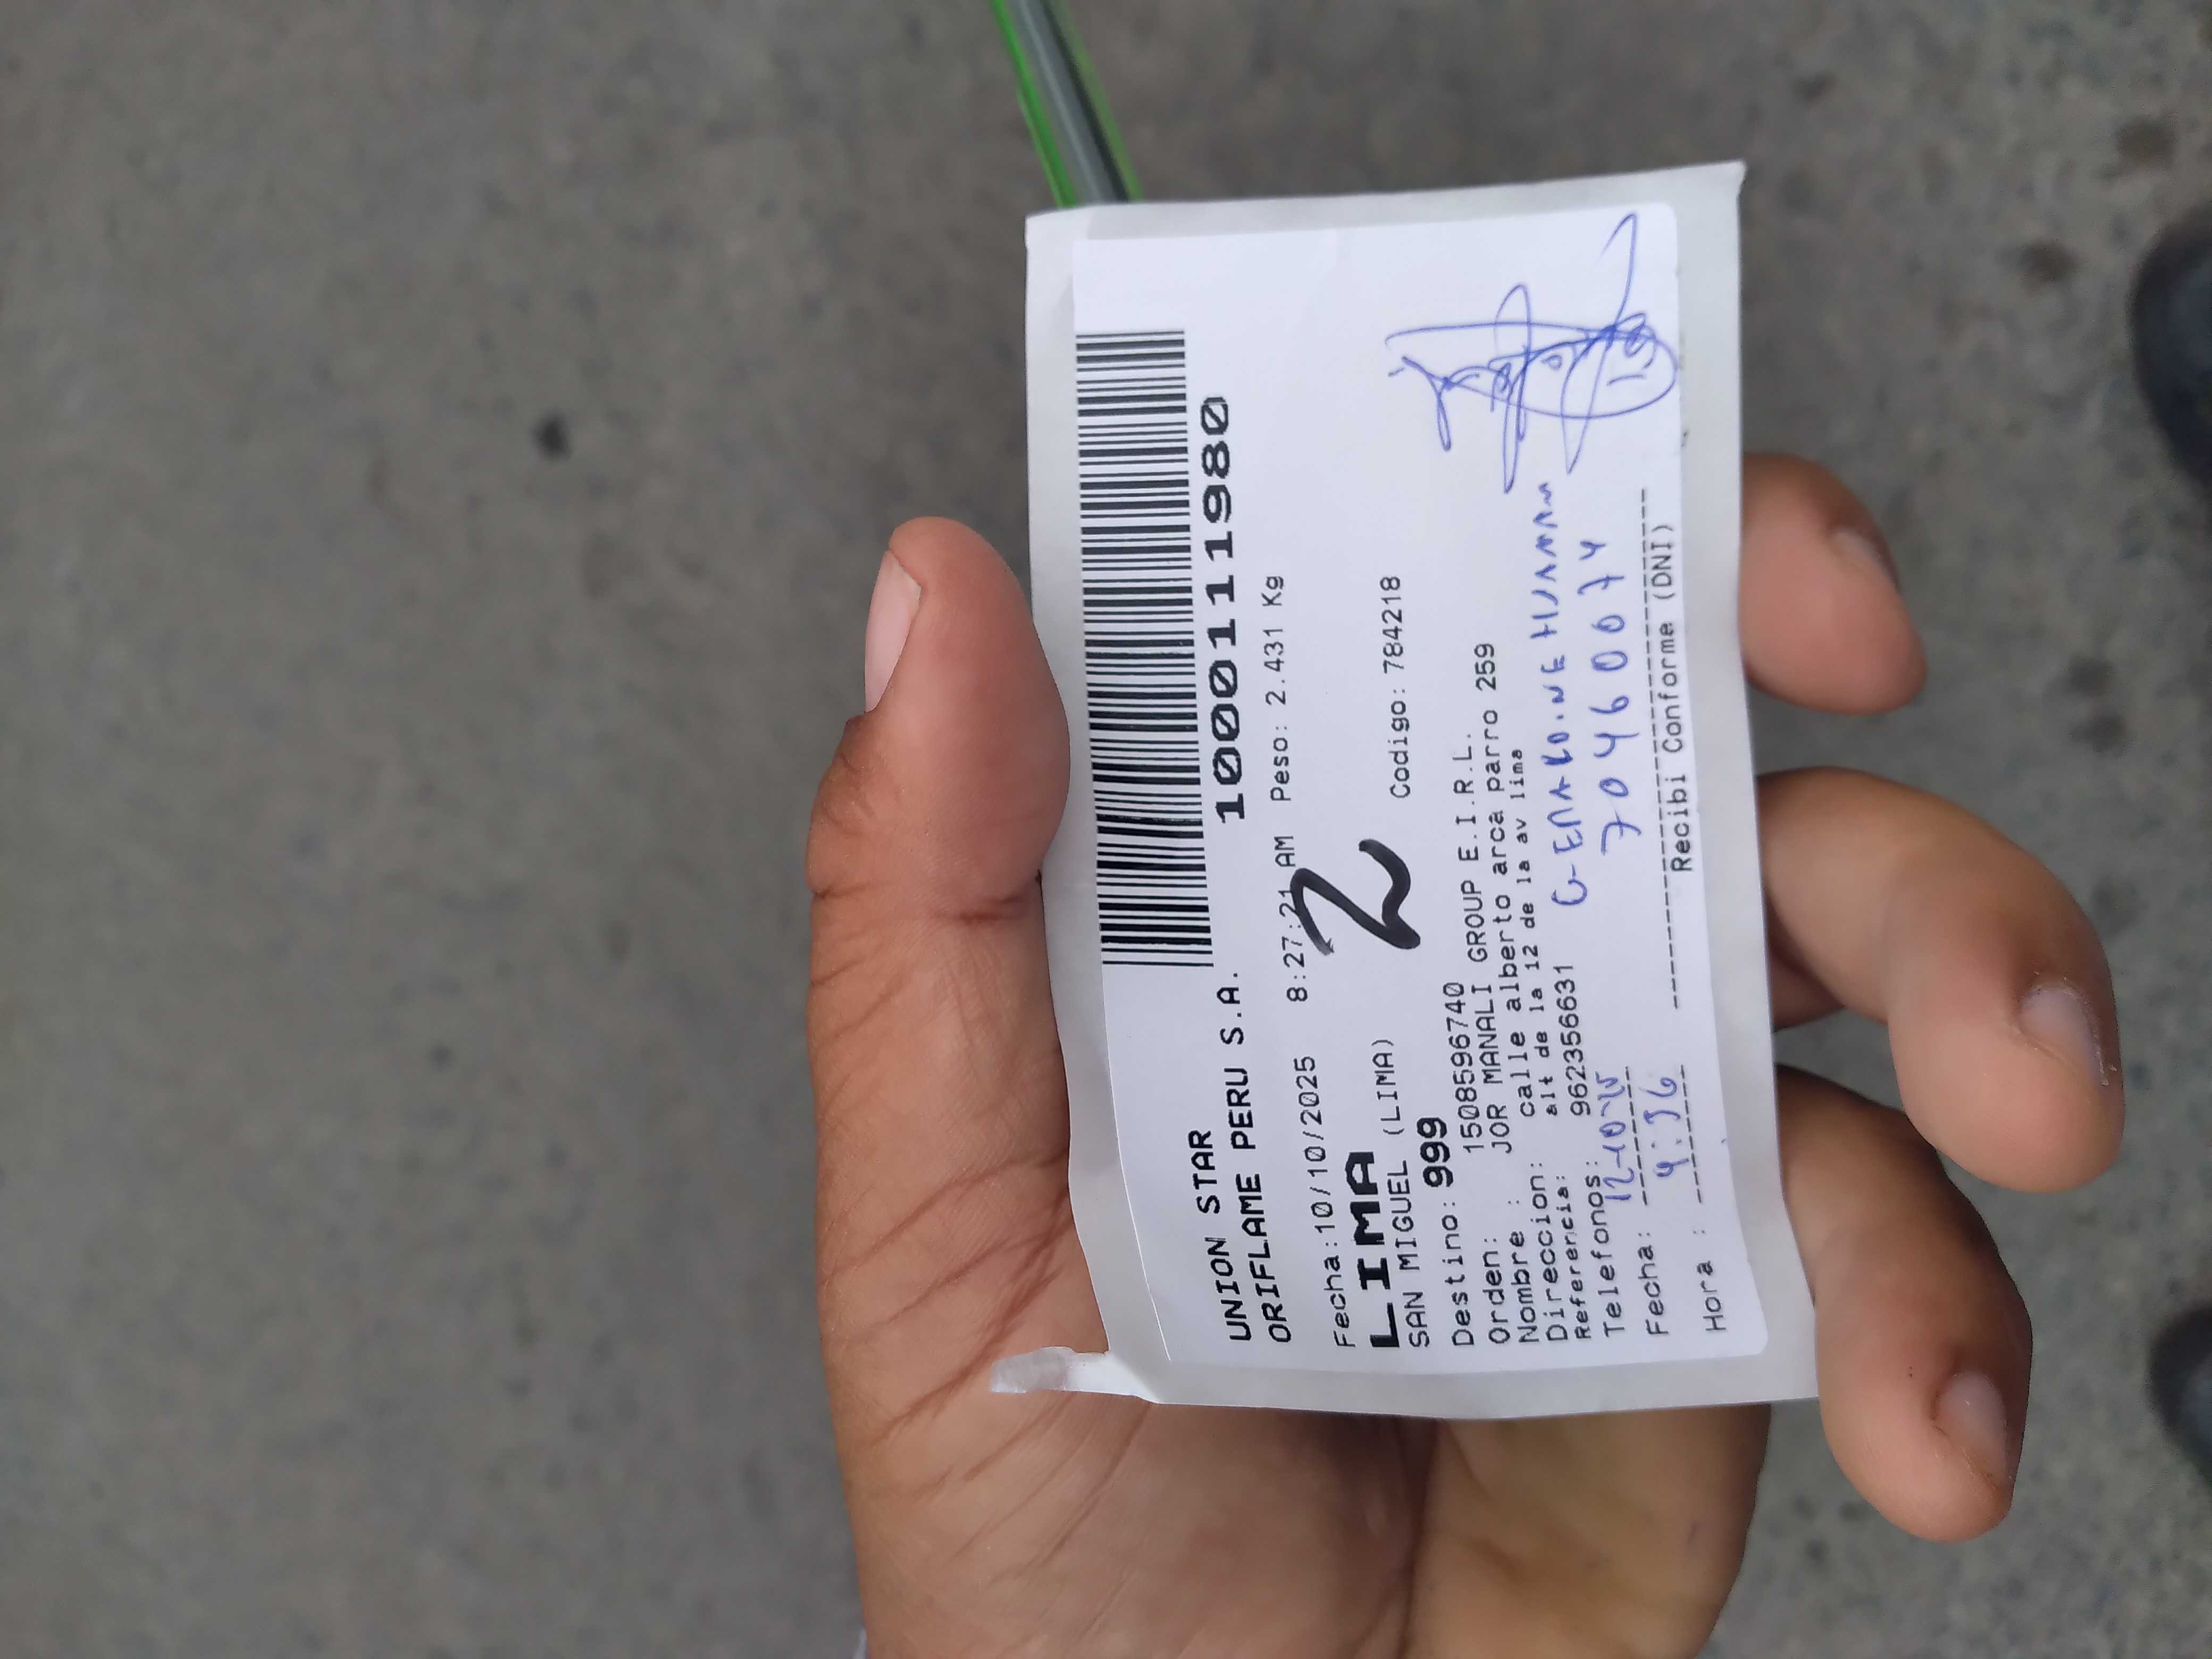 UNION STAR
ORIFLAME PERU S.A. 10001111980
Fecha:10/10/2025 8:27:21 AM Peso: 2.431 Kg
LIMA 2
SAN MIGUEL (LIMA) Codigo:784218
Destino: 999
Orden: 1508596740
Nombre : JOR MANALI GROUP E.I.R.L.
Direccion: calle alberto arca parro 259
Referencia: alt de la 12 de la av lima
Telefonos: 962356631
HUAMAN
Fecha: 12-10-25 70460074
Hora : 4:36
Recibi Conforme (DNI)